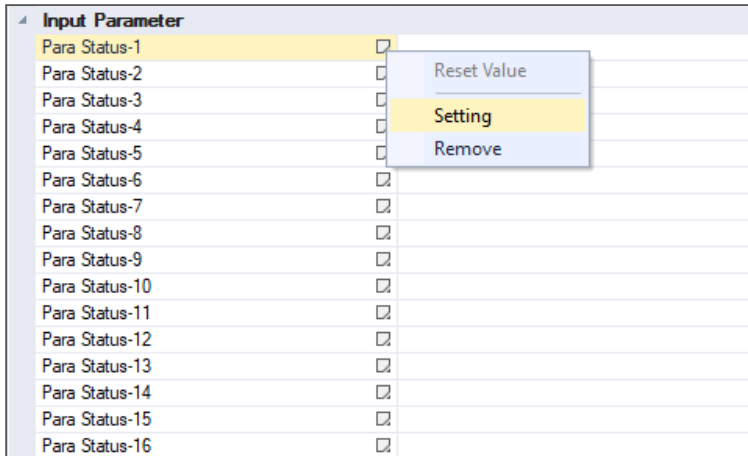 Input Parameter
Para Status-1
Para Status-2
Para Status-3
Para Status-4
Para Status-5
Para Status-6
Para Status-7
Para Status-8
Para Status-9
Para Status-10
Para Status-11
Para Status-12
Para Status-13
Para Status-14
Para Status-15
Para Status-16
Reset Value
Setting
Remove